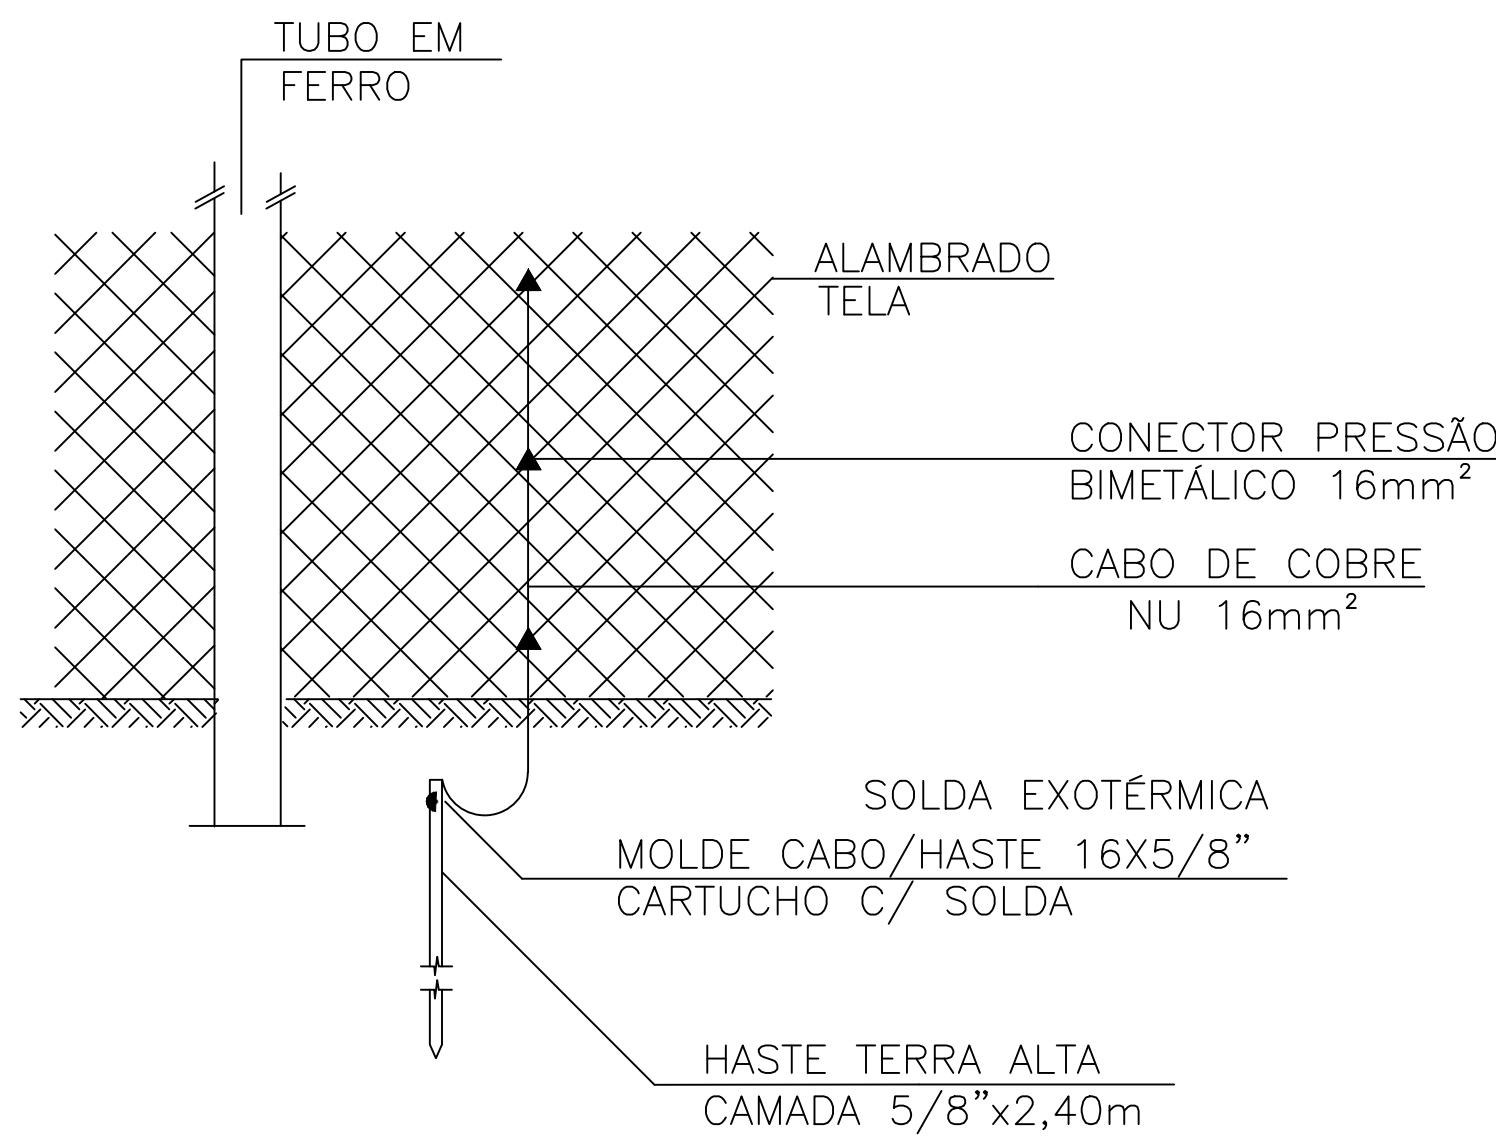 TUBO EM
FERRO
ALAMBRADO
TELA
CONECTOR PRESSÃO
BIMETÁLICO 16mm²
CABO DE COBRE
NU 16mm²
SOLDA EXOTÉRMICA
MOLDE CABO/HASTE 16X5/8”
CARTUCHO C/ SOLDA
HASTE TERRA ALTA
CAMADA 5/8”x2,40m